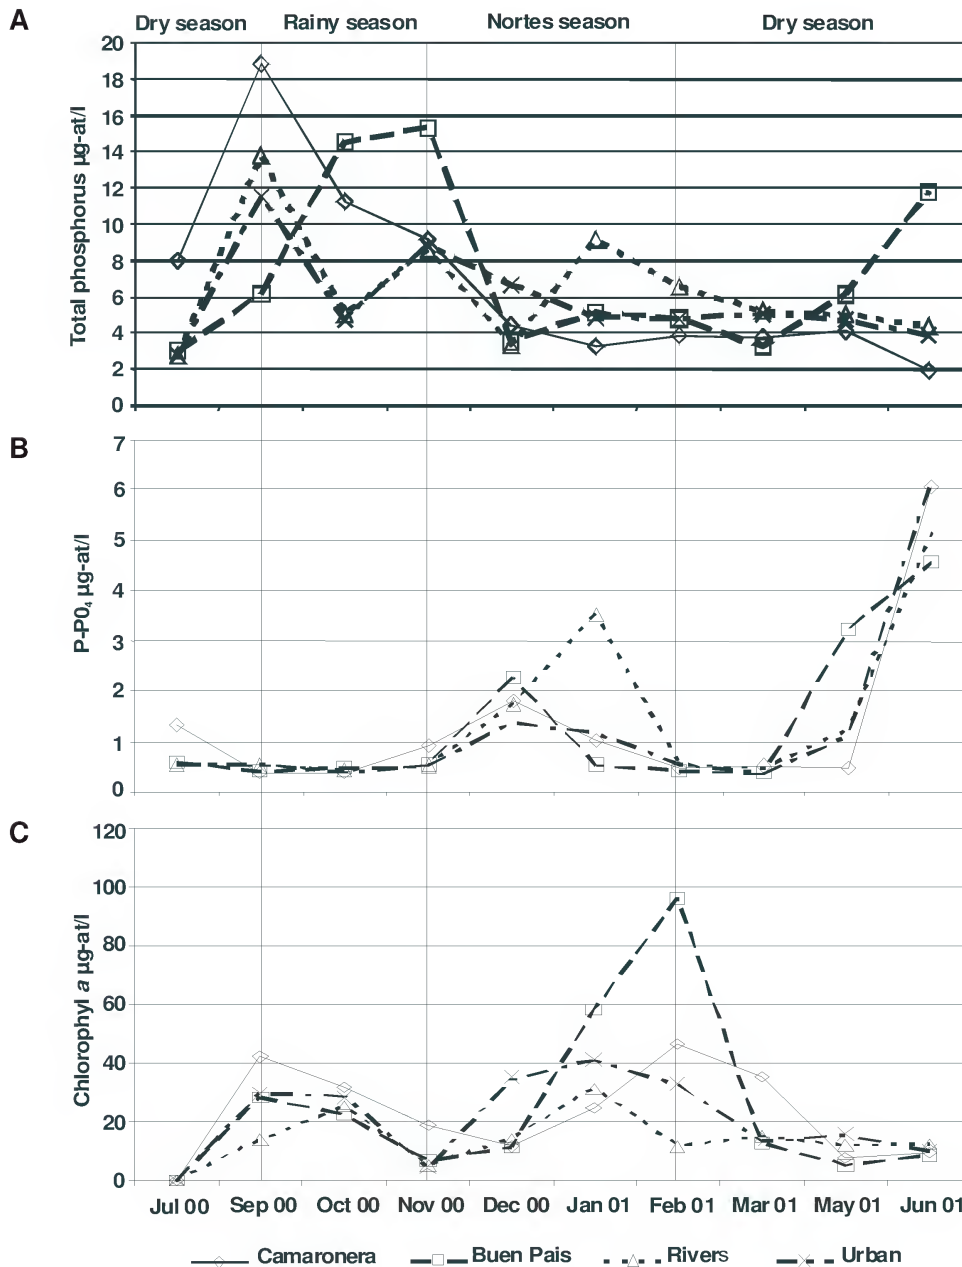 A
Dry season Rainy season Nortes season Dry season
Total phosphorus µg-at/l
20
18
16
14
12
10
8
6
4
2
0
B
P-P0₄ µg-at/l
7
6
5
4
3
2
1
0
C
Chlorophyl a µg-at/l
120
100
80
60
40
20
0
Jul 00 Sep 00 Oct 00 Nov 00 Dec 00 Jan 01 Feb 01 Mar 01 May 01 Jun 01
Camaronera Buen Pais Rivers Urban